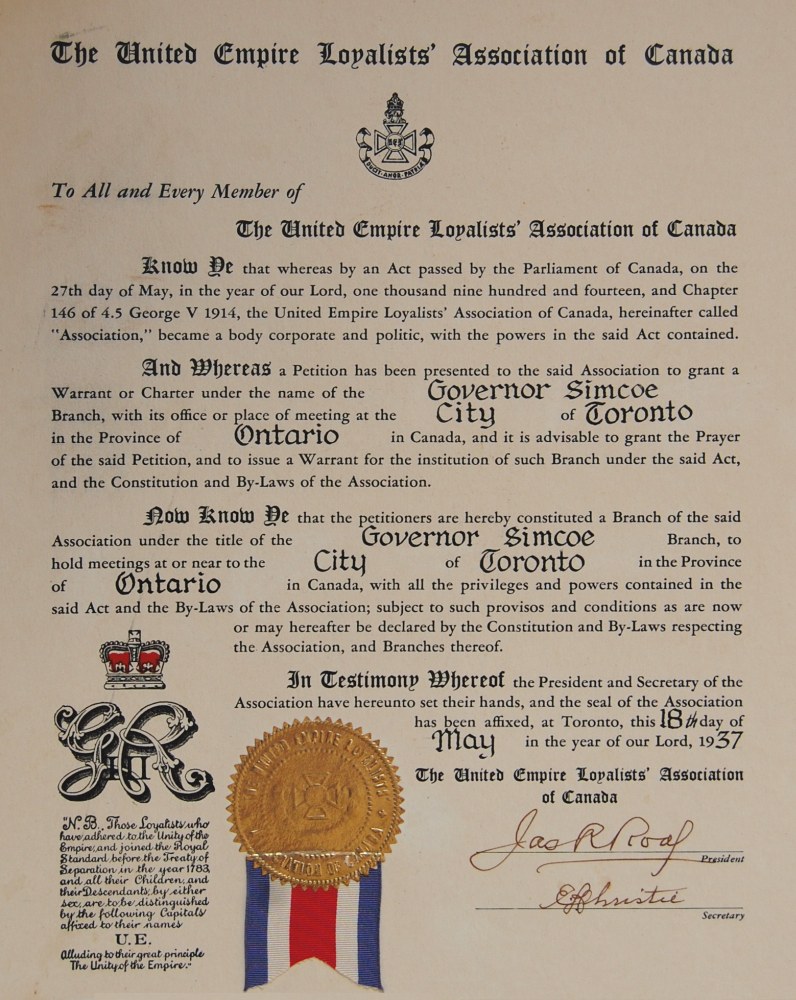 The United Empire Loyalists' Association of Canada
DUCIT·AMOR·PATRIÆ
To All and Every Member of
The United Empire Loyalists' Association of Canada
Know Ye that whereas by an Act passed by the Parliament of Canada, on the
27th day of May, in the year of our Lord, one thousand nine hundred and fourteen, and Chapter
146 of 4.5 George V 1914, the United Empire Loyalists' Association of Canada, hereinafter called
"Association," became a body corporate and politic, with the powers in the said Act contained.
And Whereas a Petition has been presented to the said Association to grant a
Warrant or Charter under the name of the Governor Simcoe
Branch, with its office or place of meeting at the City of Toronto
in the Province of Ontario in Canada, and it is advisable to grant the Prayer
of the said Petition, and to issue a Warrant for the institution of such Branch under the said Act,
and the Constitution and By-Laws of the Association.
Now Know Ye that the petitioners are hereby constituted a Branch of the said
Association under the title of the Governor Simcoe Branch, to
hold meetings at or near to the City of Toronto in the Province
of Ontario in Canada, with all the privileges and powers contained in the
said Act and the By-Laws of the Association; subject to such provisos and conditions as are now
or may hereafter be declared by the Constitution and By-Laws respecting
the Association, and Branches thereof.
In Testimony Whereof the President and Secretary of the
Association have hereunto set their hands, and the seal of the Association
has been affixed, at Toronto, this 18th day of
May in the year of our Lord, 1937
The United Empire Loyalists' Association
of Canada
President
E H Christie
Secretary
GR
III
"N.B., Those Loyalists who
have adhered to the Unity of the
Empire, and joined the Royal
Standard before the Treaty of
Separation in the year 1783,
and all their Children, and
their Descendants, by either
sex, are to be distinguished
by the following Capitals
affixed to their names
U.E.
Alluding to their great principle
The Unity of the Empire."